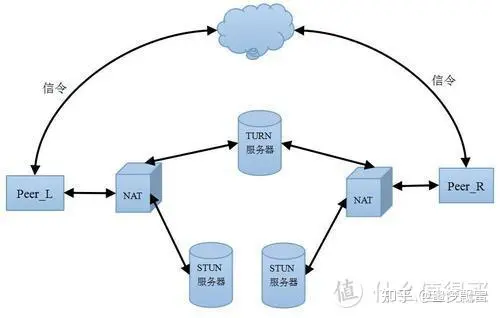 信令
信令
TURN
服务器
Peer_L
NAT
NAT
Peer_R
STUN
服务器
STUN
服务器
值 什么值得买
知乎